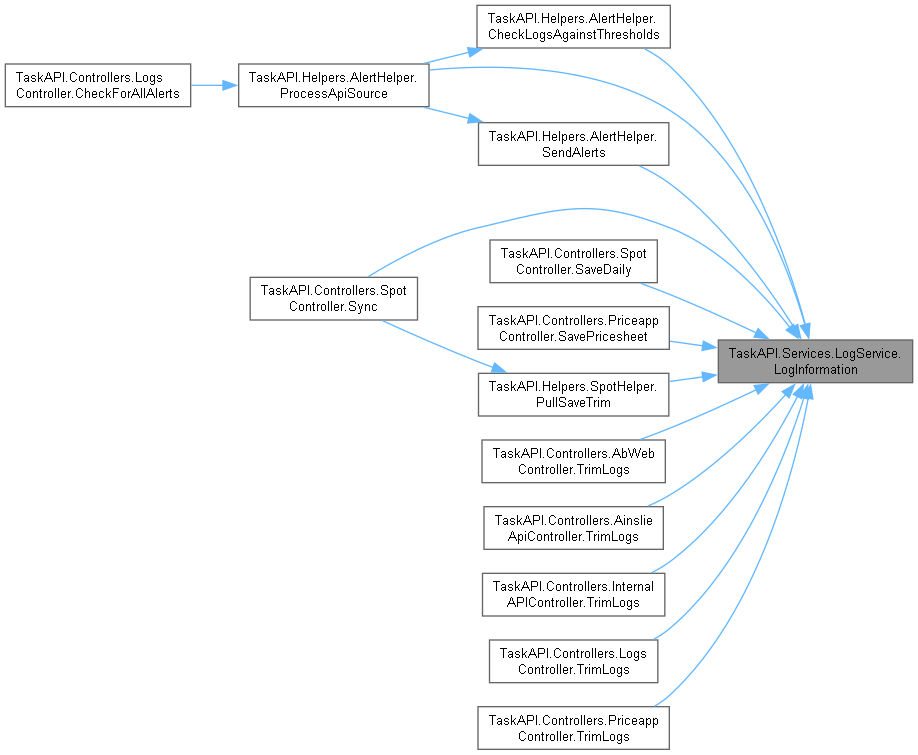 TaskAPI.Helpers.AlertHelper.
CheckLogsAgainstThresholds
TaskAPI.Controllers.Logs
Controller.CheckForAllAlerts
TaskAPI.Helpers.AlertHelper.
ProcessApiSource
TaskAPI.Helpers.AlertHelper.
SendAlerts
TaskAPI.Controllers.Spot
Controller.SaveDaily
TaskAPI.Controllers.Spot
Controller.Sync
TaskAPI.Controllers.Priceapp
Controller.SavePricesheet
TaskAPI.Services.LogService.
LogInformation
TaskAPI.Helpers.SpotHelper.
PullSaveTrim
TaskAPI.Controllers.AbWeb
Controller.TrimLogs
TaskAPI.Controllers.Ainslie
ApiController.TrimLogs
TaskAPI.Controllers.Internal
APIController.TrimLogs
TaskAPI.Controllers.Logs
Controller.TrimLogs
TaskAPI.Controllers.Priceapp
Controller.TrimLogs